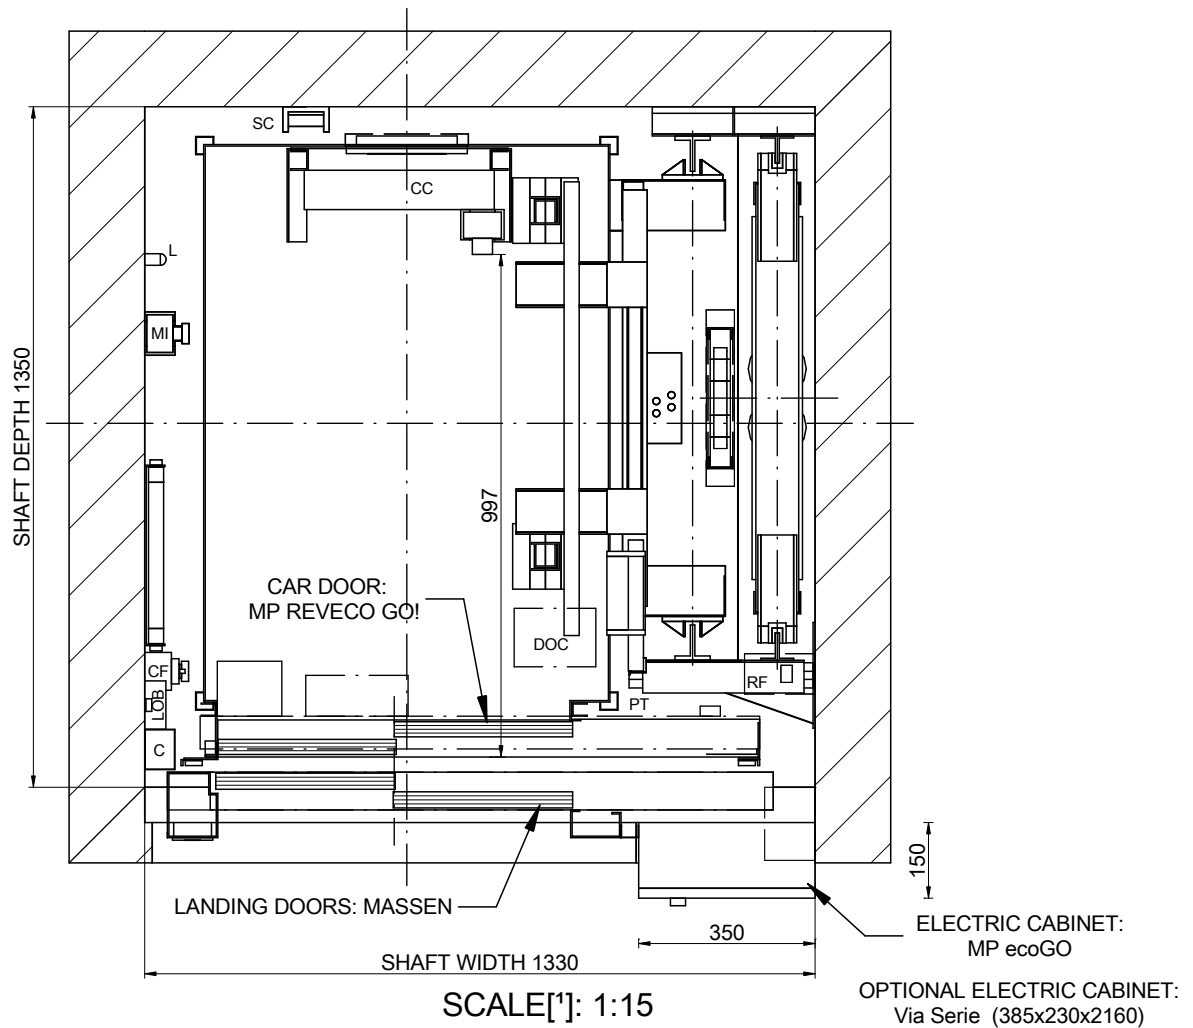 SC
CC
L
MI
SHAFT DEPTH 1350
997
CAR DOOR:
MP REVECO GO!
DOC
CF
RF
LOB
PT
C
150
LANDING DOORS: MASSEN
350
ELECTRIC CABINET:
MP ecoGO
SHAFT WIDTH 1330
OPTIONAL ELECTRIC CABINET:
Via Serie (385x230x2160)
SCALE[¹]: 1:15